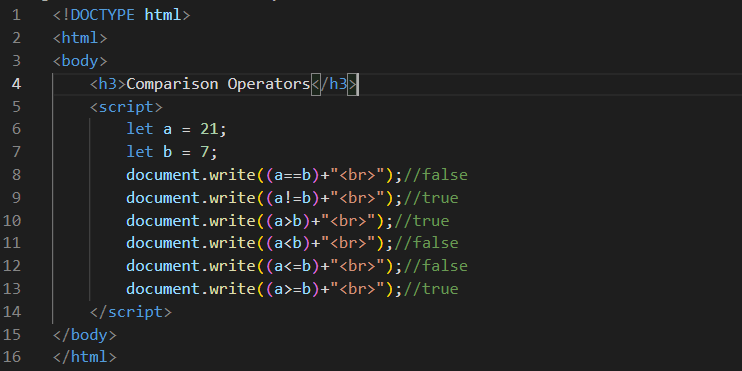 1 <!DOCTYPE html>
2 <html>
3 <body>
4     <h3>Comparison Operators</h3>
5     <script>
6         let a = 21;
7         let b = 7;
8         document.write((a==b)+"<br>");//false
9         document.write((a!=b)+"<br>");//true
10         document.write((a>b)+"<br>");//true
11         document.write((a<b)+"<br>");//false
12         document.write((a<=b)+"<br>");//false
13         document.write((a>=b)+"<br>");//true
14     </script>
15 </body>
16 </html>